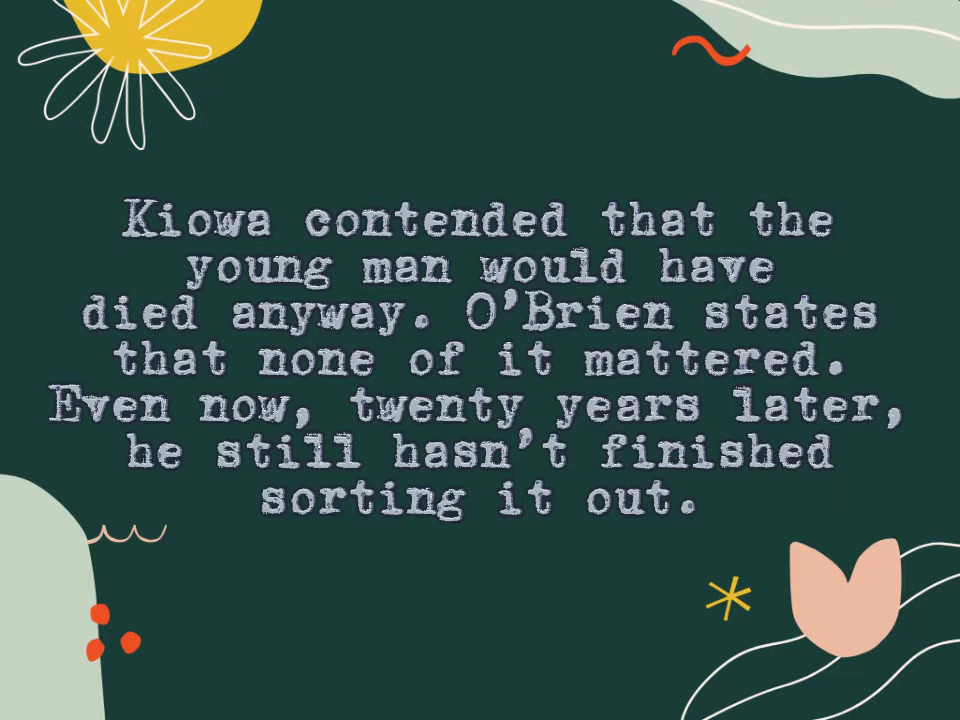 Kiowa contended that the
young man would have
died anyway. O'Brien states
that none of it mattered.
Even now, twenty years later,
he still hasn't finished
sorting it out.